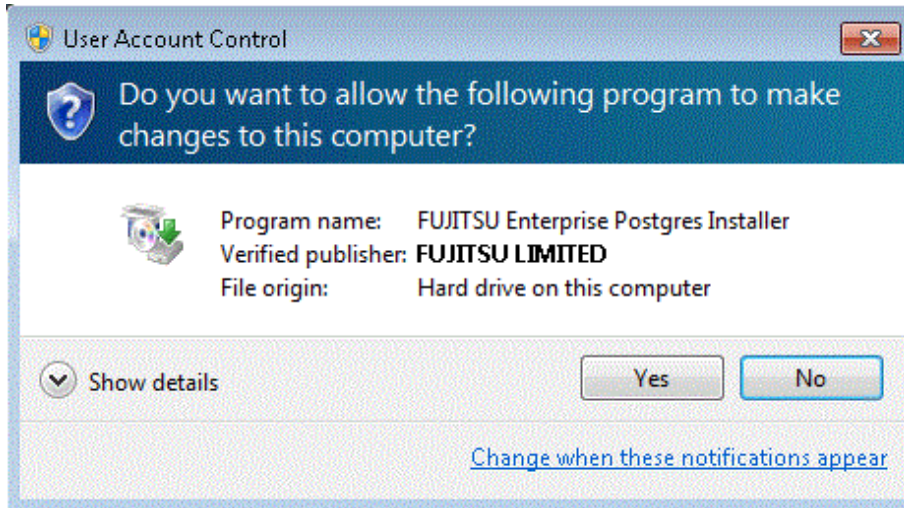 User Account Control
Do you want to allow the following program to make
changes to this computer?
Program name: FUJITSU Enterprise Postgres Installer
Verified publisher: FUJITSU LIMITED
File origin: Hard drive on this computer
Show details
Yes
No
Change when these notifications appear